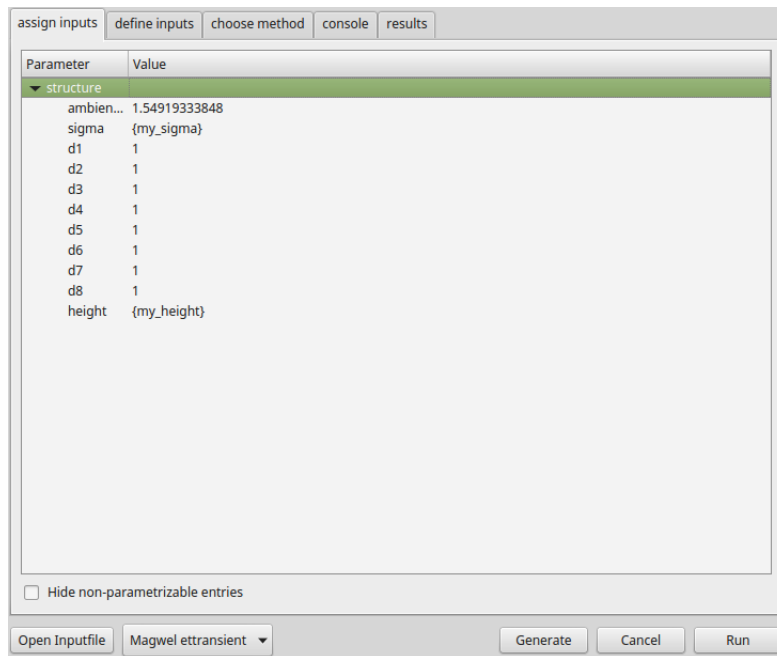 assign inputs define inputs choose method console results
Parameter Value
structure
ambien... 1.54919333848
sigma {my_sigma}
d1 1
d2 1
d3 1
d4 1
d5 1
d6 1
d7 1
d8 1
height {my_height}
Hide non-parametrizable entries
Open Inputfile Magwel ettransient Generate Cancel Run